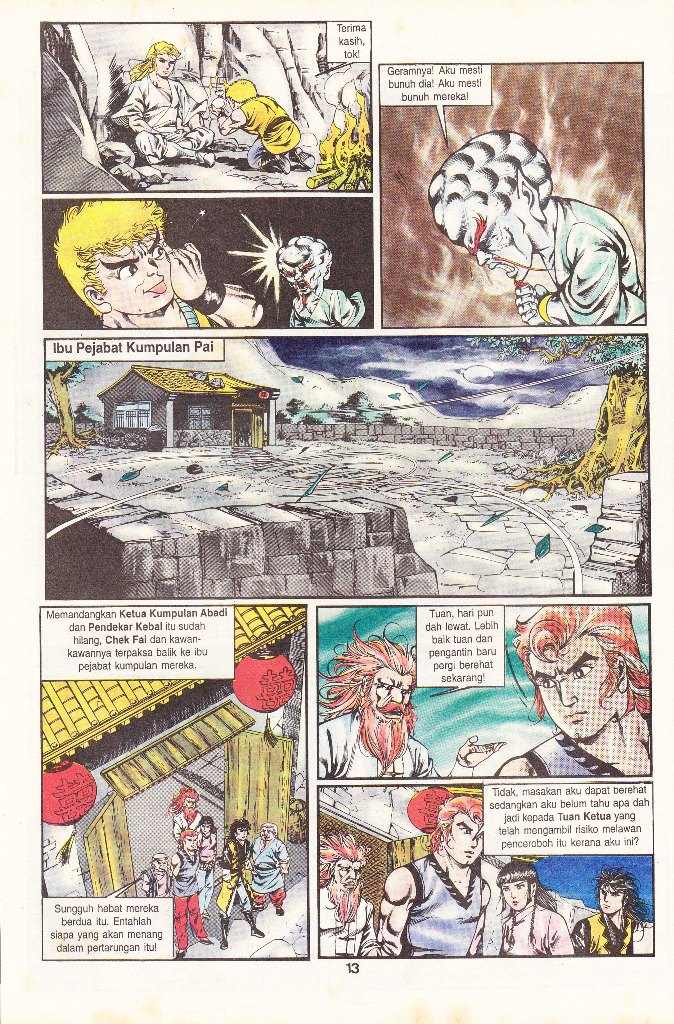 Terima
kasih,
tok!
Geramnya! Aku mesti
bunuh dia! Aku mesti
bunuh mereka!
Ibu Pejabat Kumpulan Pai
Memandangkan Ketua Kumpulan Abadi
dan Pendekar Kebal itu sudah
hilang, Chek Fai dan kawan-
kawannya terpaksa balik ke ibu
pejabat kumpulan mereka.
Sungguh hebat mereka
berdua itu. Entahlah
siapa yang akan menang
dalam pertarungan itu!
Tuan, hari pun
dah lewat. Lebih
baik tuan dan
pengantin baru
pergi berehat
sekarang!
Tidak, masakan aku dapat berehat
sedangkan aku belum tahu apa dah
jadi kepada Tuan Ketua yang
telah mengambil risiko melawan
penceroboh itu kerana aku ini?
13